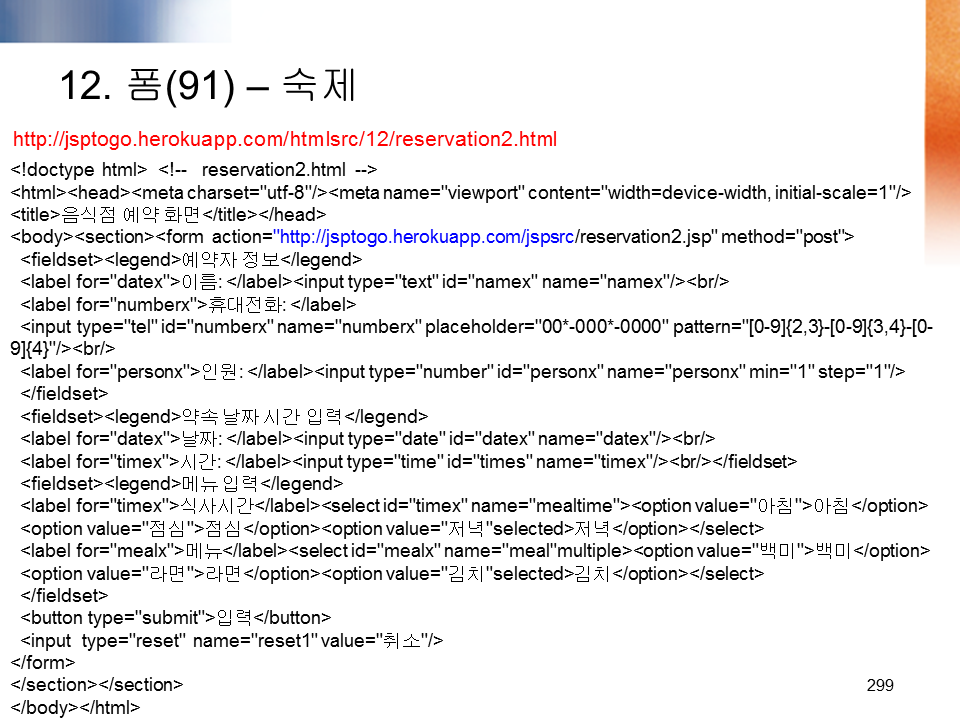 12. 폼(91) – 숙제
http://jsptogo.herokuapp.com/htmlsrc/12/reservation2.html
<!doctype html> <!-- reservation2.html -->
<html><head><meta charset="utf-8"/><meta name="viewport" content="width=device-width, initial-scale=1"/>
<title>음식점 예약 화면</title></head>
<body><section><form action="http://jsptogo.herokuapp.com/jspsrc/reservation2.jsp" method="post">
<fieldset><legend>예약자 정보</legend>
<label for="datex">이름: </label><input type="text" id="namex" name="namex"/><br/>
<label for="numberx">휴대전화: </label>
<input type="tel" id="numberx" name="numberx" placeholder="00*-000*-0000" pattern="[0-9]{2,3}-[0-9]{3,4}-[0-
9]{4}"/><br/>
<label for="personx">인원: </label><input type="number" id="personx" name="personx" min="1" step="1"/>
</fieldset>
<fieldset><legend>약속 날짜 시간 입력</legend>
<label for="datex">날짜: </label><input type="date" id="datex" name="datex"/><br/>
<label for="timex">시간: </label><input type="time" id="times" name="timex"/><br/></fieldset>
<fieldset><legend>메뉴 입력</legend>
<label for="timex">식사시간</label><select id="timex" name="mealtime"><option value="아침">아침</option>
<option value="점심">점심</option><option value="저녁"selected>저녁</option></select>
<label for="mealx">메뉴</label><select id="mealx" name="meal"multiple><option value="백미">백미</option>
<option value="라면">라면</option><option value="김치"selected>김치</option></select>
</fieldset>
<button type="submit">입력</button>
<input type="reset" name="reset1" value="취소"/>
</form>
</section></section>
</body></html>
299